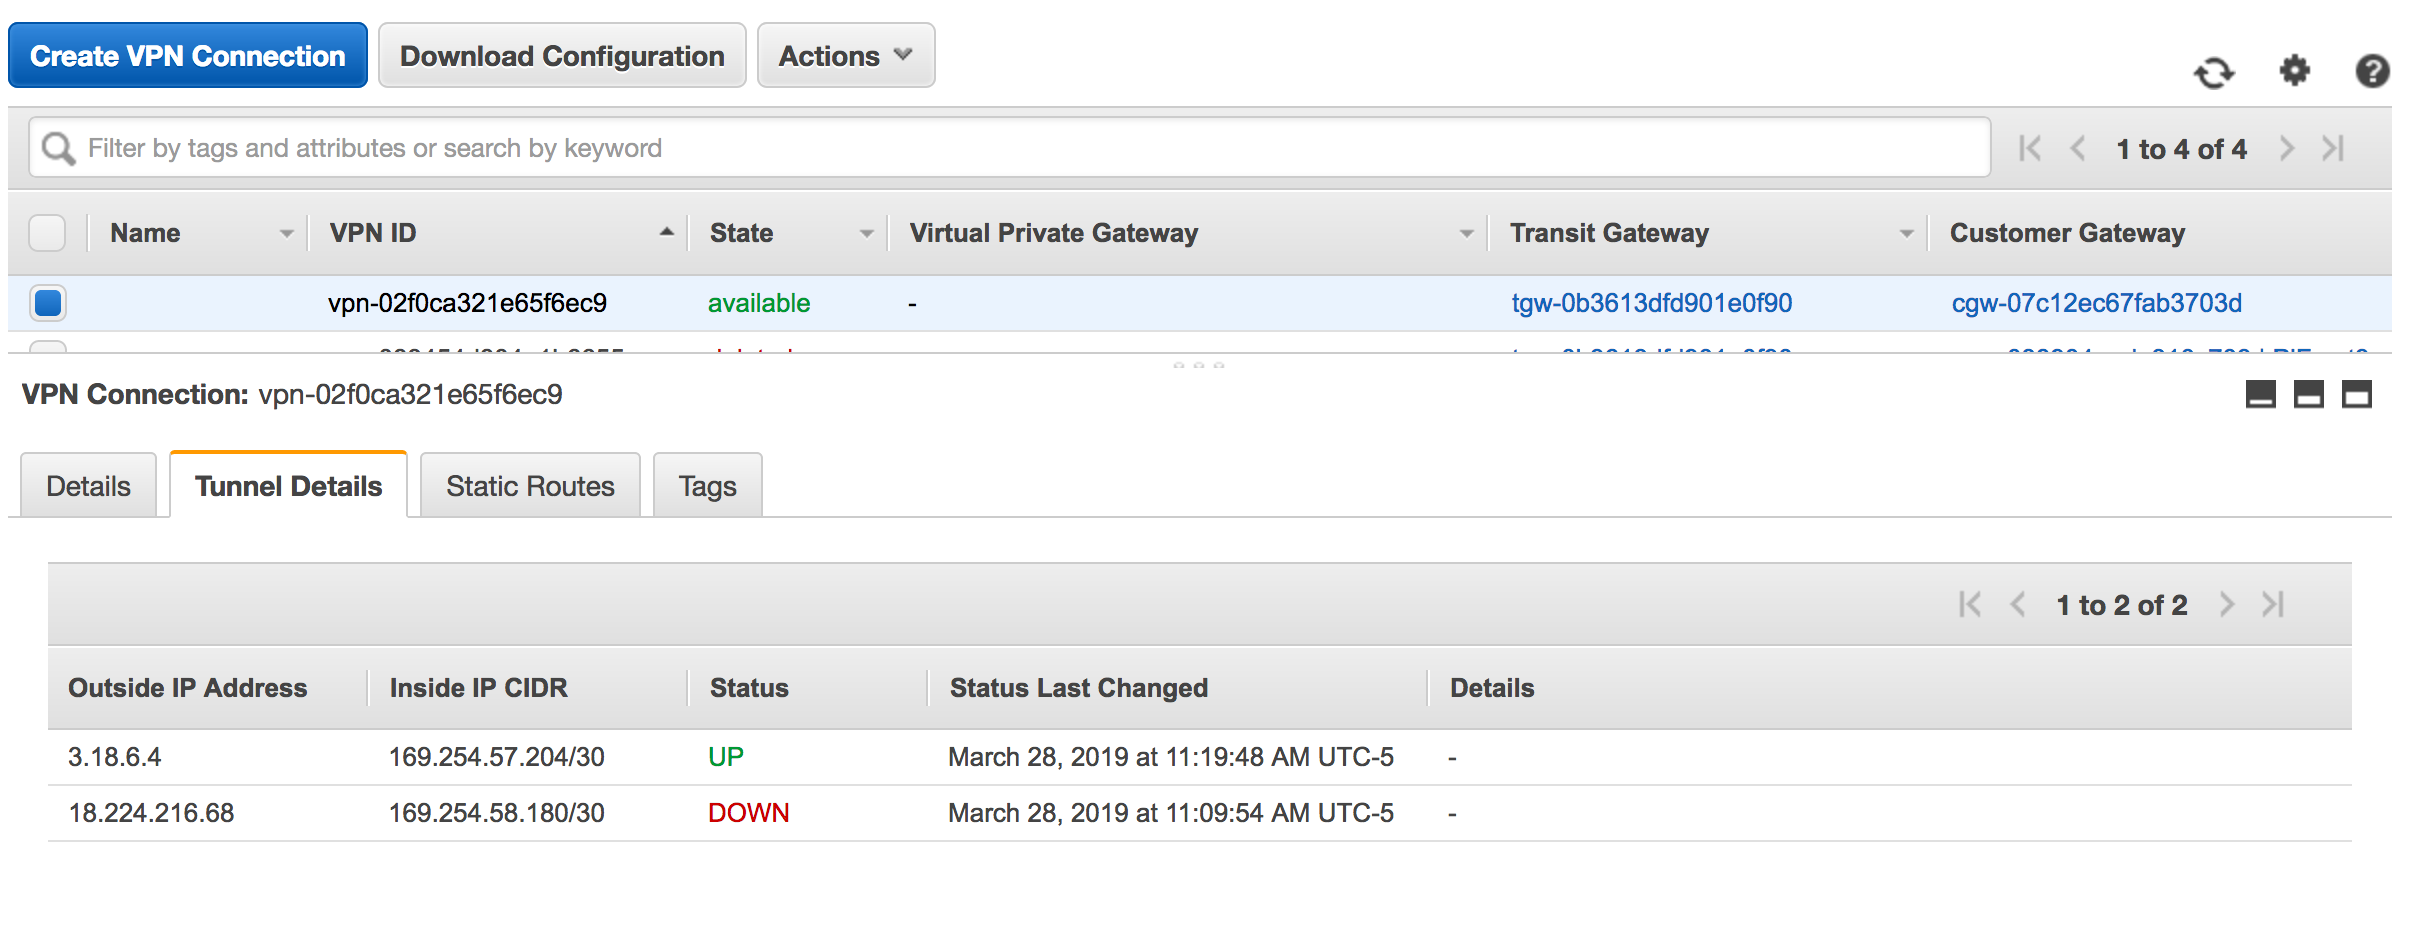 Create VPN Connection Download Configuration Actions
Filter by tags and attributes or search by keyword 1 to 4 of 4
Name VPN ID State Virtual Private Gateway Transit Gateway Customer Gateway
vpn-02f0ca321e65f6ec9 available - tgw-0b3613dfd901e0f90 cgw-07c12ec67fab3703d
VPN Connection: vpn-02f0ca321e65f6ec9
Details Tunnel Details Static Routes Tags
1 to 2 of 2
Outside IP Address Inside IP CIDR Status Status Last Changed Details
3.18.6.4 169.254.57.204/30 UP March 28, 2019 at 11:19:48 AM UTC-5 -
18.224.216.68 169.254.58.180/30 DOWN March 28, 2019 at 11:09:54 AM UTC-5 -